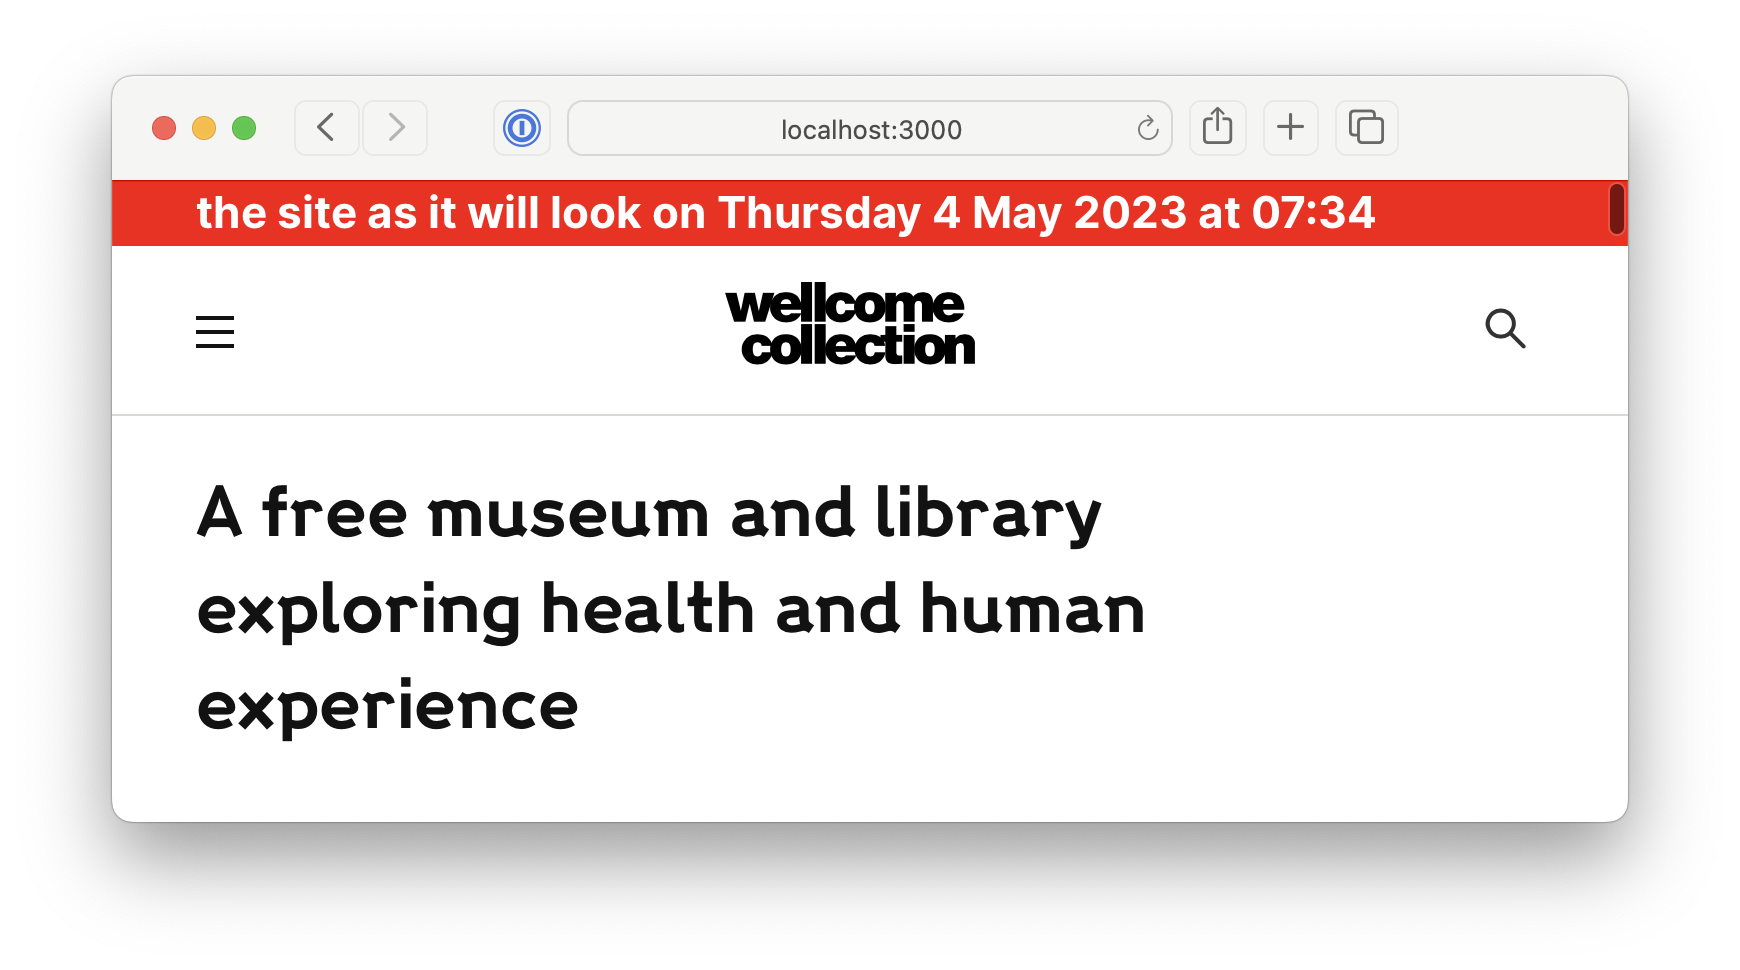 localhost:3000
the site as it will look on Thursday 4 May 2023 at 07:34
wellcome
collection
A free museum and library
exploring health and human
experience